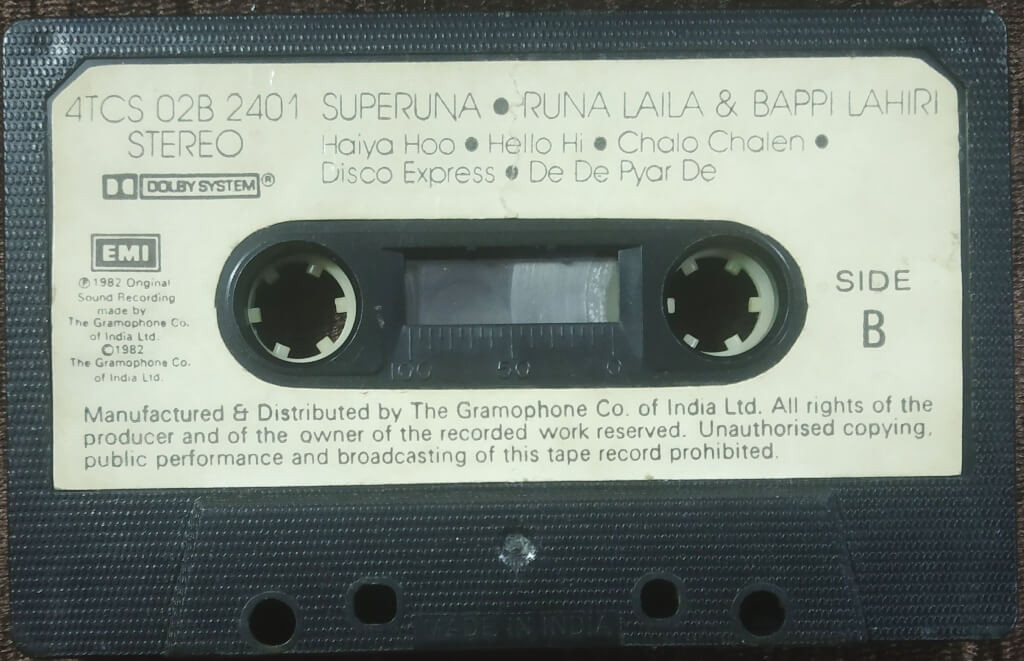 4TCS 02B 2401
STEREO
DOLBY SYSTEM®
SUPERUNA ● RUNA LAILA & BAPPI LAHIRI
Haiya Hoo ● Hello Hi ● Chalo Chalen ●
Disco Express ● De De Pyar De
EMI
℗ 1982 Original
Sound Recording
made by
The Gramophone Co.
of India Ltd.
©1982
The Gramophone Co.
of India Ltd.
100 50 0
SIDE
B
Manufactured & Distributed by The Gramophone Co. of India Ltd. All rights of the
producer and of the owner of the recorded work reserved. Unauthorised copying,
public performance and broadcasting of this tape record prohibited.
MADE IN INDIA